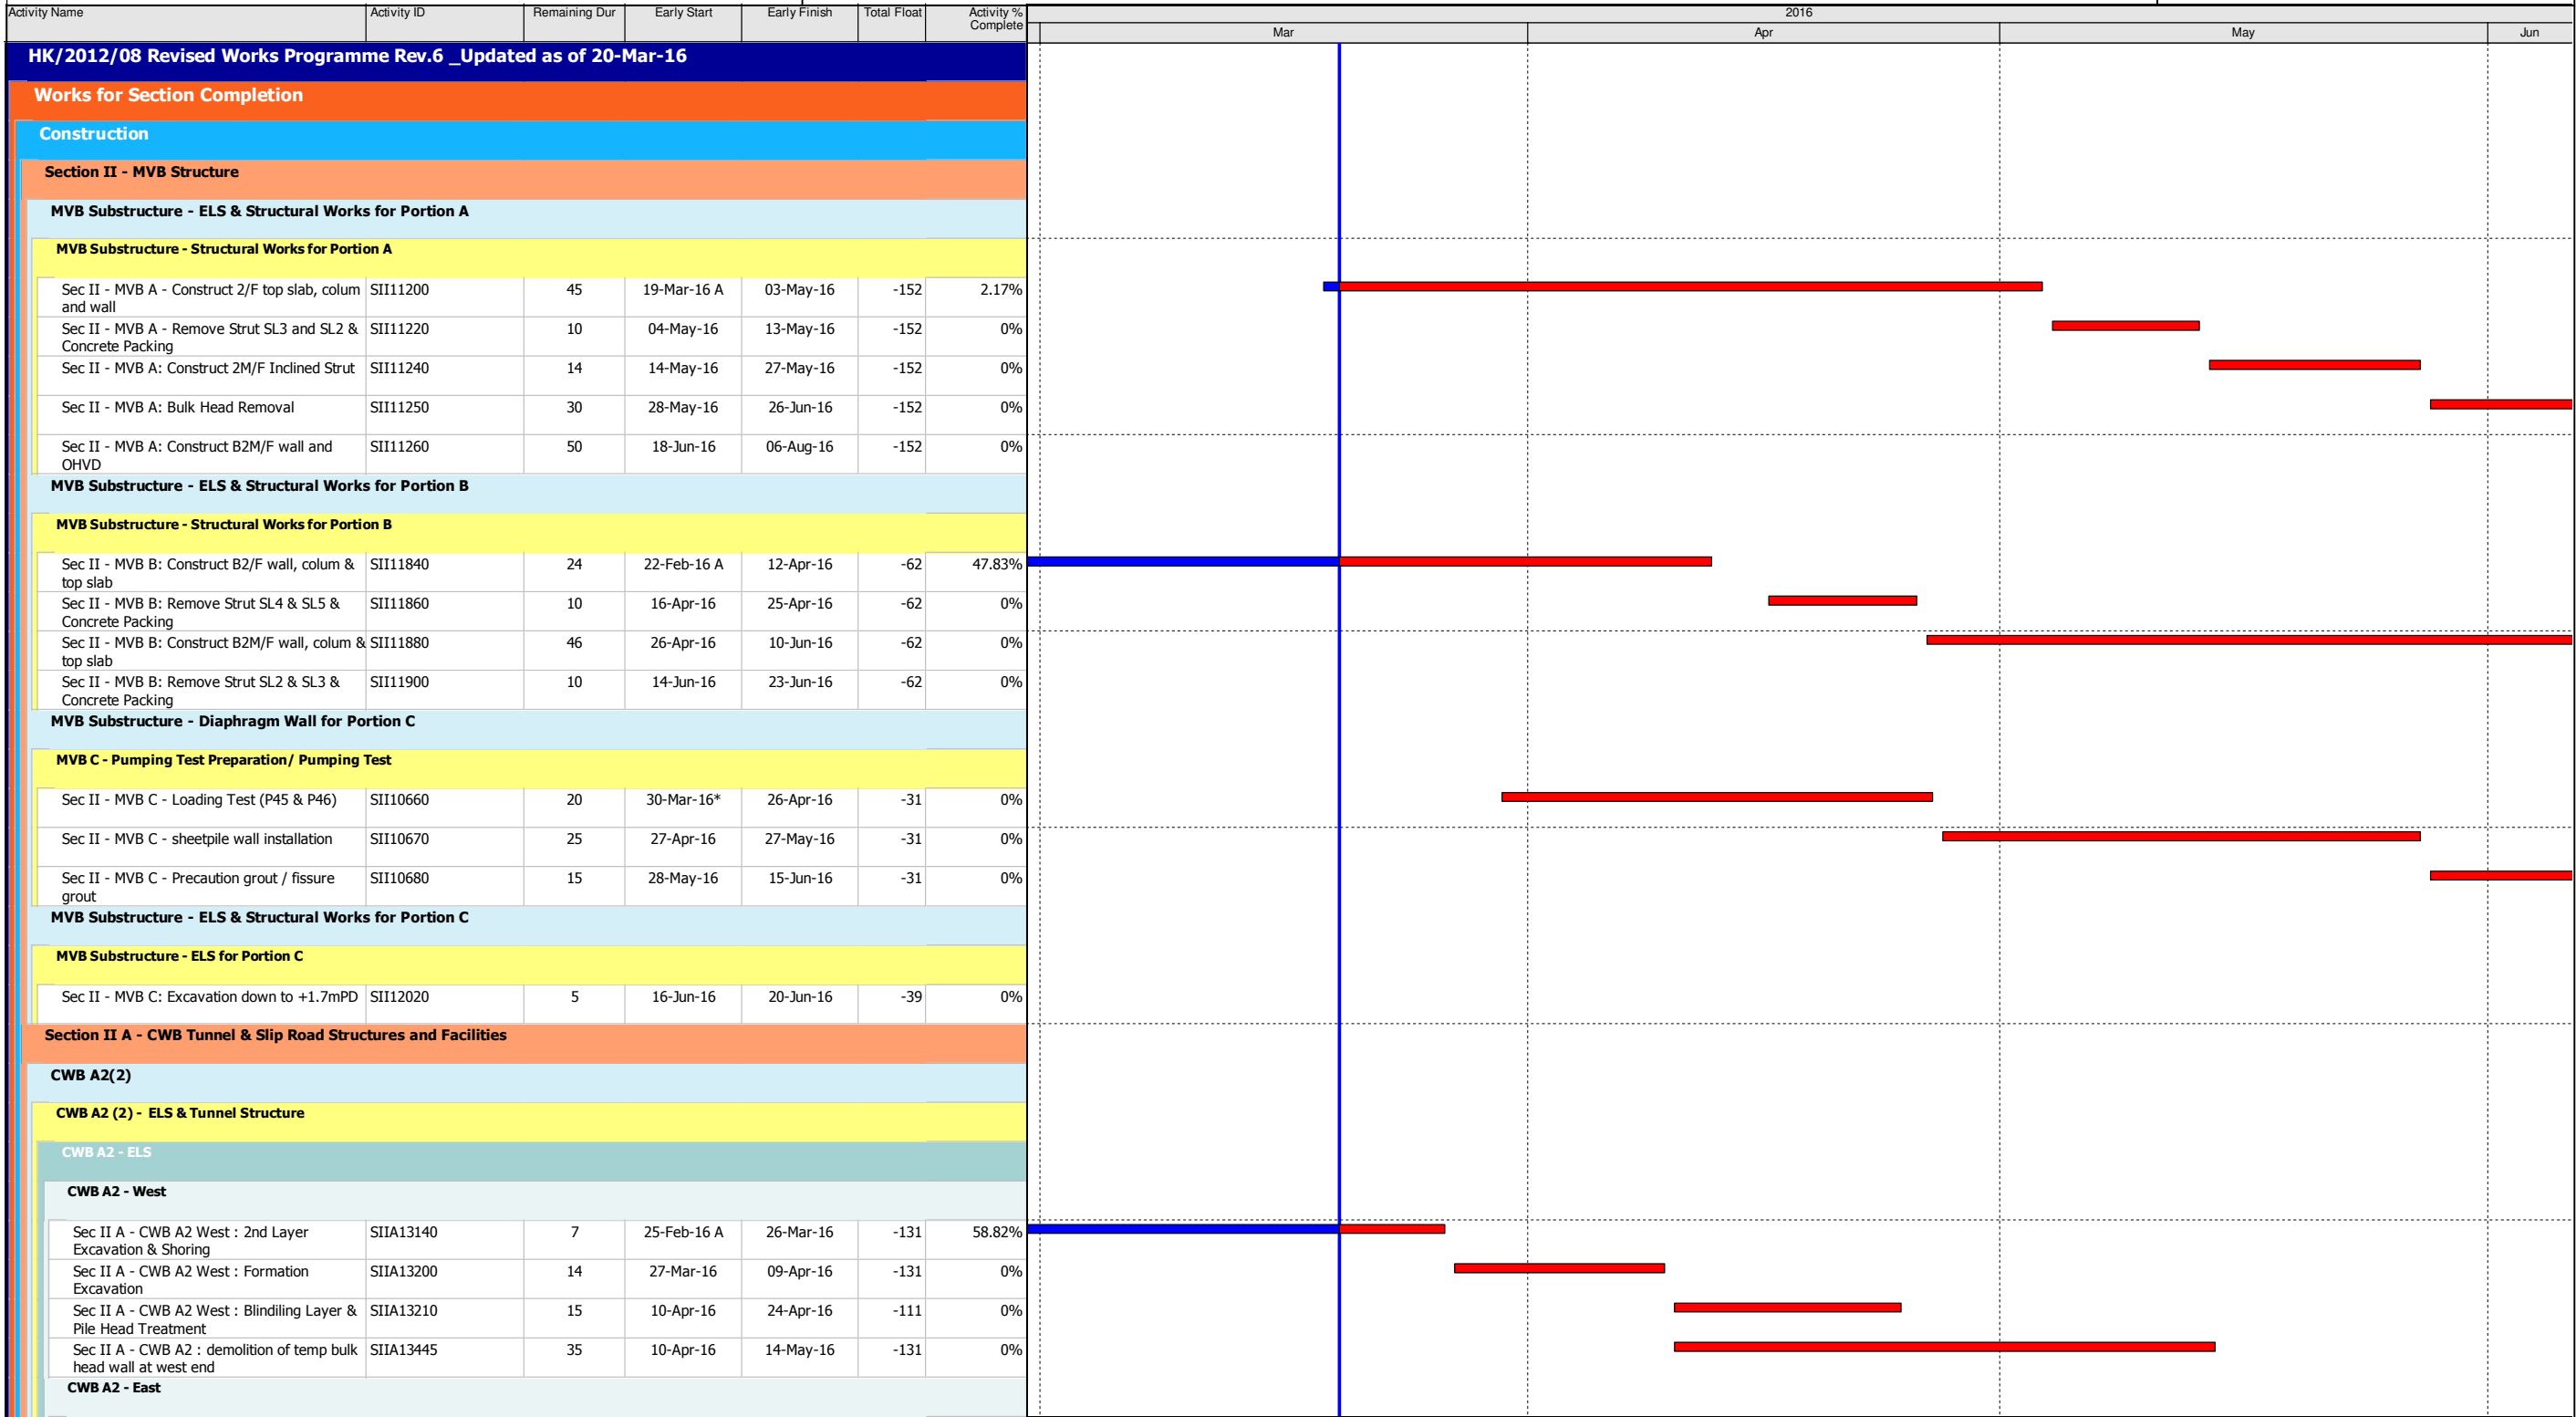 Activity Name Activity ID Remaining Dur Early Start Early Finish Total Float Activity % Complete 2016
Mar Apr May Jun
HK/2012/08 Revised Works Programme Rev.6 _Updated as of 20-Mar-16
Works for Section Completion
Construction
Section II - MVB Structure
MVB Substructure - ELS & Structural Works for Portion A
MVB Substructure - Structural Works for Portion A
Sec II - MVB A - Construct 2/F top slab, colum SII11200 45 19-Mar-16 A 03-May-16 -152 2.17%
and wall
Sec II - MVB A - Remove Strut SL3 and SL2 & SII11220 10 04-May-16 13-May-16 -152 0%
Concrete Packing
Sec II - MVB A: Construct 2M/F Inclined Strut SII11240 14 14-May-16 27-May-16 -152 0%
Sec II - MVB A: Bulk Head Removal SII11250 30 28-May-16 26-Jun-16 -152 0%
Sec II - MVB A: Construct B2M/F wall and SII11260 50 18-Jun-16 06-Aug-16 -152 0%
OHVD
MVB Substructure - ELS & Structural Works for Portion B
MVB Substructure - Structural Works for Portion B
Sec II - MVB B: Construct B2/F wall, colum & SII11840 24 22-Feb-16 A 12-Apr-16 -62 47.83%
top slab
Sec II - MVB B: Remove Strut SL4 & SL5 & SII11860 10 16-Apr-16 25-Apr-16 -62 0%
Concrete Packing
Sec II - MVB B: Construct B2M/F wall, colum & SII11880 46 26-Apr-16 10-Jun-16 -62 0%
top slab
Sec II - MVB B: Remove Strut SL2 & SL3 & SII11900 10 14-Jun-16 23-Jun-16 -62 0%
Concrete Packing
MVB Substructure - Diaphragm Wall for Portion C
MVB C - Pumping Test Preparation/ Pumping Test
Sec II - MVB C - Loading Test (P45 & P46) SII10660 20 30-Mar-16* 26-Apr-16 -31 0%
Sec II - MVB C - sheetpile wall installation SII10670 25 27-Apr-16 27-May-16 -31 0%
Sec II - MVB C - Precaution grout / fissure SII10680 15 28-May-16 15-Jun-16 -31 0%
grout
MVB Substructure - ELS & Structural Works for Portion C
MVB Substructure - ELS for Portion C
Sec II - MVB C: Excavation down to +1.7mPD SII12020 5 16-Jun-16 20-Jun-16 -39 0%
Section II A - CWB Tunnel & Slip Road Structures and Facilities
CWB A2(2)
CWB A2 (2) - ELS & Tunnel Structure
CWB A2 - ELS
CWB A2 - West
Sec II A - CWB A2 West : 2nd Layer SIIA13140 7 25-Feb-16 A 26-Mar-16 -131 58.82%
Excavation & Shoring
Sec II A - CWB A2 West : Formation SIIA13200 14 27-Mar-16 09-Apr-16 -131 0%
Excavation
Sec II A - CWB A2 West : Blindiling Layer & SIIA13210 15 10-Apr-16 24-Apr-16 -111 0%
Pile Head Treatment
Sec II A - CWB A2 : demolition of temp bulk SIIA13445 35 10-Apr-16 14-May-16 -131 0%
head wall at west end
CWB A2 - East